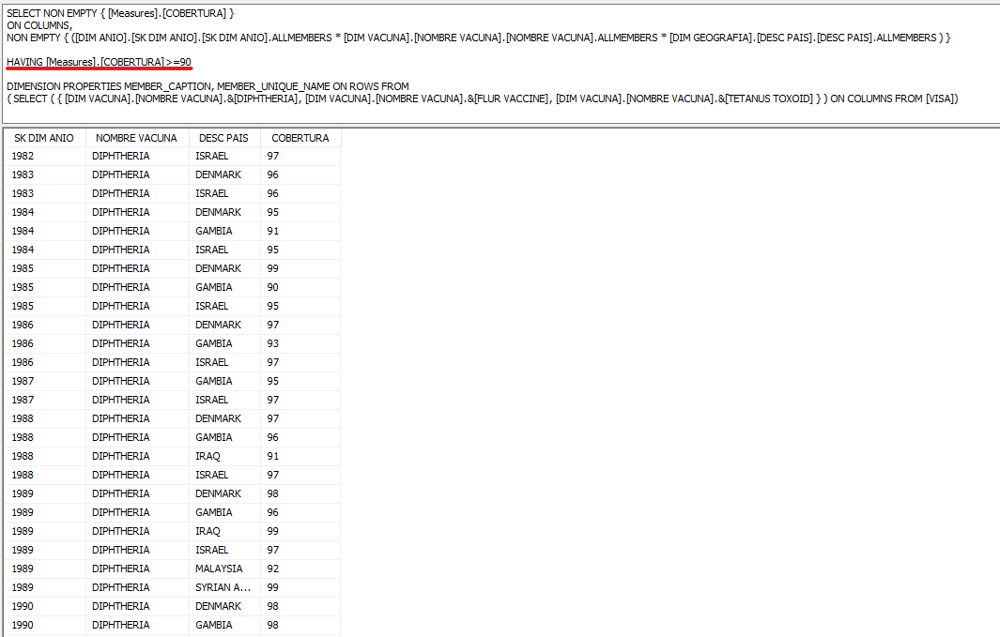 SELECT NON EMPTY { [Measures].[COBERTURA] }
ON COLUMNS,
NON EMPTY { ([DIM ANIO].[SK DIM ANIO].[SK DIM ANIO].ALLMEMBERS * [DIM VACUNA].[NOMBRE VACUNA].[NOMBRE VACUNA].ALLMEMBERS * [DIM GEOGRAFIA].[DESC PAIS].[DESC PAIS].ALLMEMBERS ) }
HAVING [Measures].[COBERTURA]>=90
DIMENSION PROPERTIES MEMBER_CAPTION, MEMBER_UNIQUE_NAME ON ROWS FROM
( SELECT ( { [DIM VACUNA].[NOMBRE VACUNA].&[DIPHTHERIA], [DIM VACUNA].[NOMBRE VACUNA].&[FLUR VACCINE], [DIM VACUNA].[NOMBRE VACUNA].&[TETANUS TOXOID] } ) ON COLUMNS FROM [VISA])
SK DIM ANIO NOMBRE VACUNA DESC PAIS COBERTURA
1982 DIPHTHERIA ISRAEL 97
1983 DIPHTHERIA DENMARK 96
1983 DIPHTHERIA ISRAEL 96
1984 DIPHTHERIA DENMARK 95
1984 DIPHTHERIA GAMBIA 91
1984 DIPHTHERIA ISRAEL 95
1985 DIPHTHERIA DENMARK 99
1985 DIPHTHERIA GAMBIA 90
1985 DIPHTHERIA ISRAEL 95
1986 DIPHTHERIA DENMARK 97
1986 DIPHTHERIA GAMBIA 93
1986 DIPHTHERIA ISRAEL 97
1987 DIPHTHERIA GAMBIA 95
1987 DIPHTHERIA ISRAEL 97
1988 DIPHTHERIA DENMARK 97
1988 DIPHTHERIA GAMBIA 96
1988 DIPHTHERIA IRAQ 91
1988 DIPHTHERIA ISRAEL 97
1989 DIPHTHERIA DENMARK 98
1989 DIPHTHERIA GAMBIA 96
1989 DIPHTHERIA IRAQ 99
1989 DIPHTHERIA ISRAEL 97
1989 DIPHTHERIA MALAYSIA 92
1989 DIPHTHERIA SYRIAN A... 99
1990 DIPHTHERIA DENMARK 98
1990 DIPHTHERIA GAMBIA 98